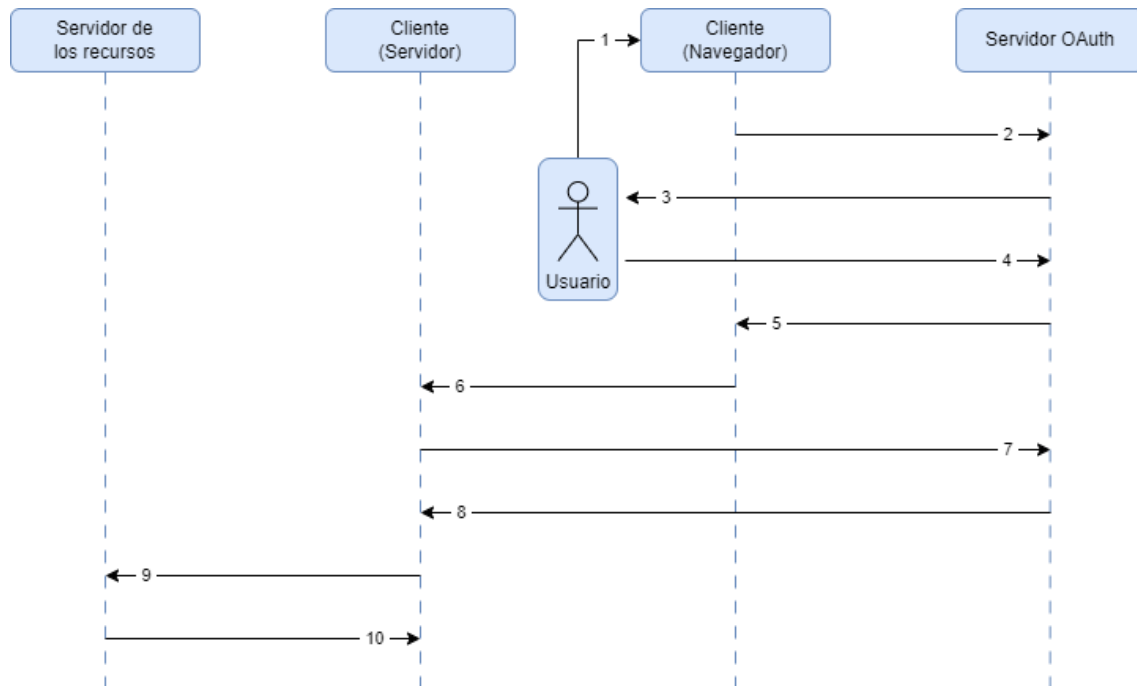 Servidor de
los recursos
Cliente
(Servidor)
Cliente
(Navegador)
Servidor OAuth
1
2
3
4
Usuario
5
6
7
8
9
10